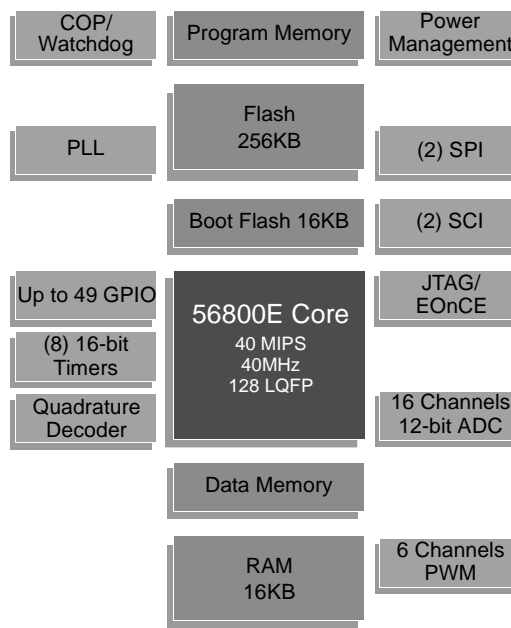 COP/
Watchdog
Program Memory
Power
Management
PLL
Flash
256KB
(2) SPI
Boot Flash 16KB
(2) SCI
Up to 49 GPIO
56800E Core
40 MIPS
40MHz
128 LQFP
JTAG/
EOnCE
(8) 16-bit
Timers
Quadrature
Decoder
16 Channels
12-bit ADC
Data Memory
RAM
16KB
6 Channels
PWM